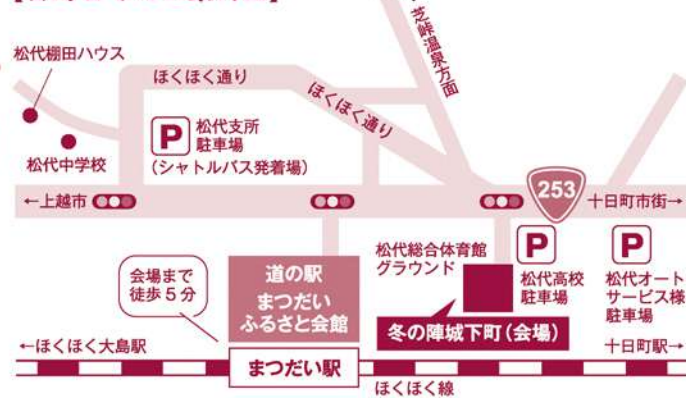 松代棚田ハウス
松代中学校
ほくほく通り
ほくほく通り
芝峠温泉方面
P
松代支所
駐車場
(シャトルバス発着場)
←上越市
253
十日町市街→
会場まで
徒歩5分
道の駅
まつだい
ふるさと会館
松代総合体育館
グラウンド
P
松代高校
駐車場
P
松代オート
サービス様
駐車場
冬の陣城下町(会場)
←ほくほく大島駅
まつだい駅
十日町駅→
ほくほく線